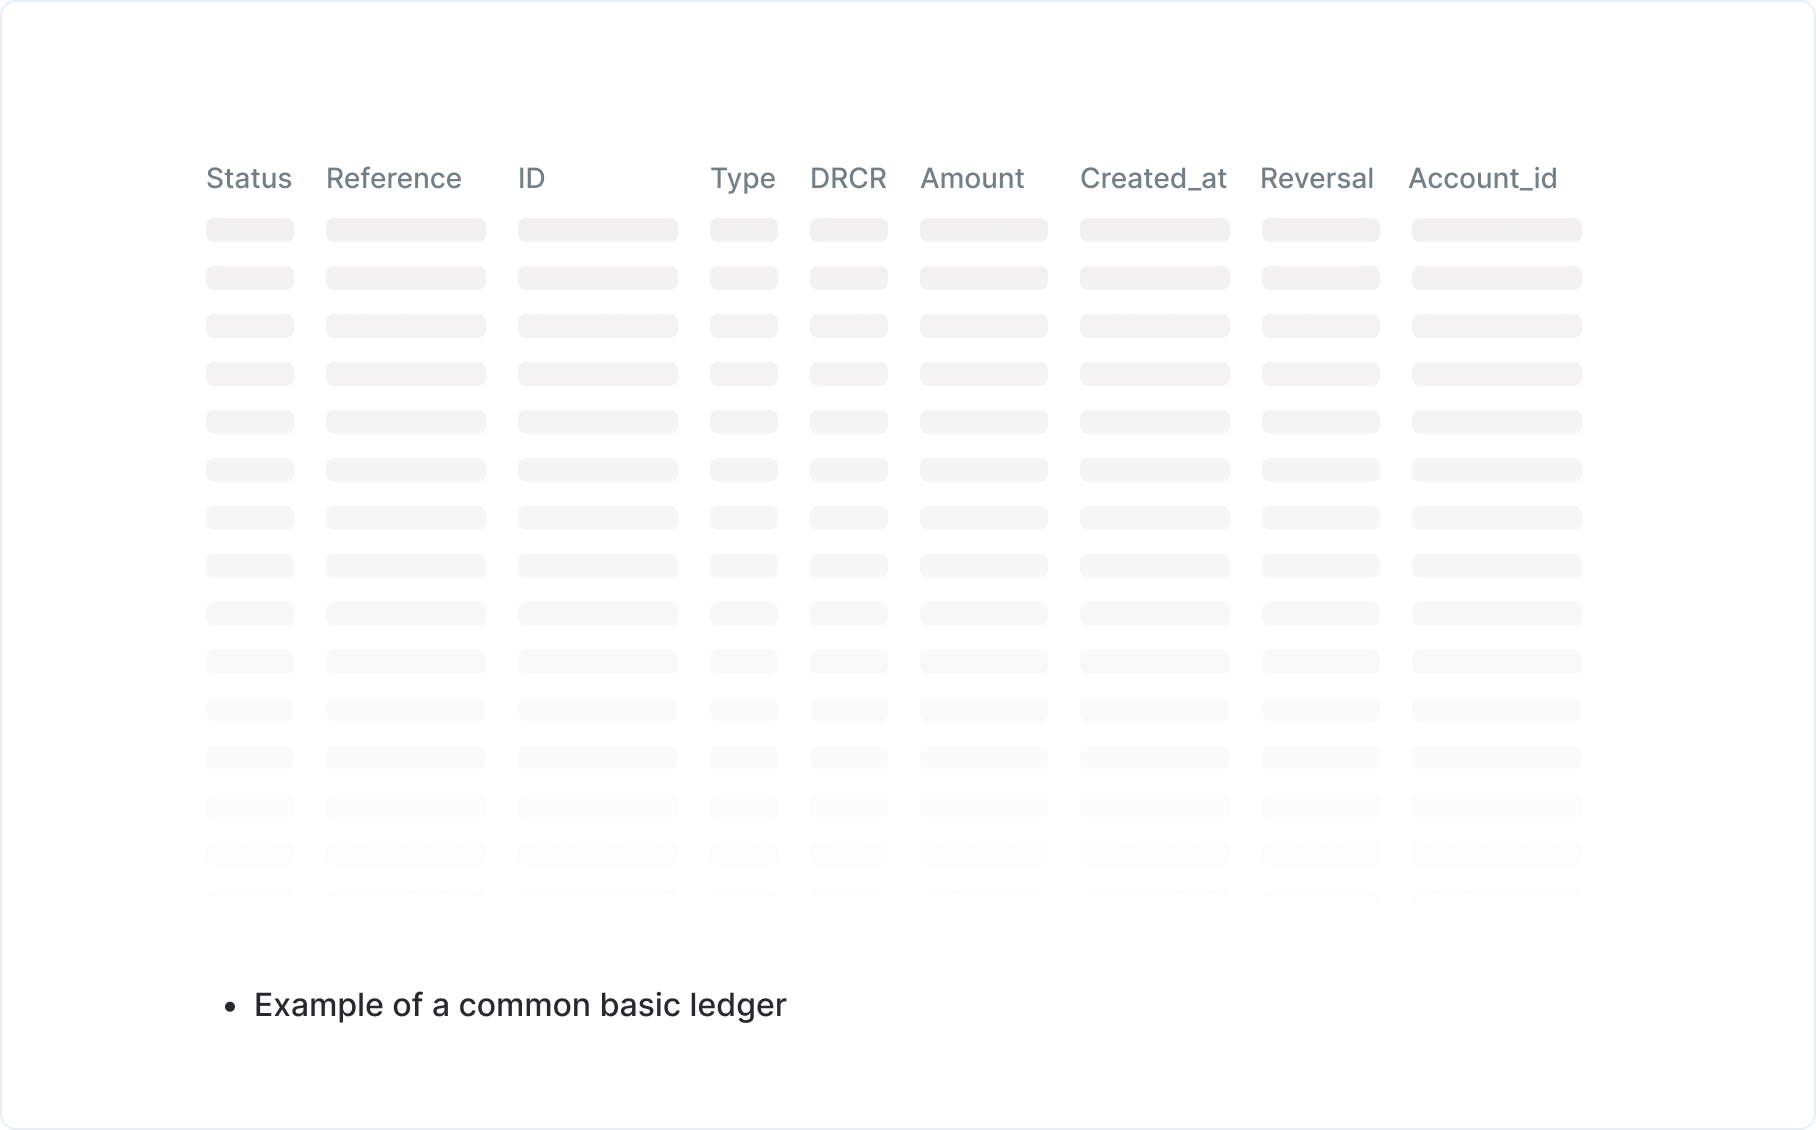 Status Reference ID Type DRCR Amount Created_at Reversal Account_id
• Example of a common basic ledger